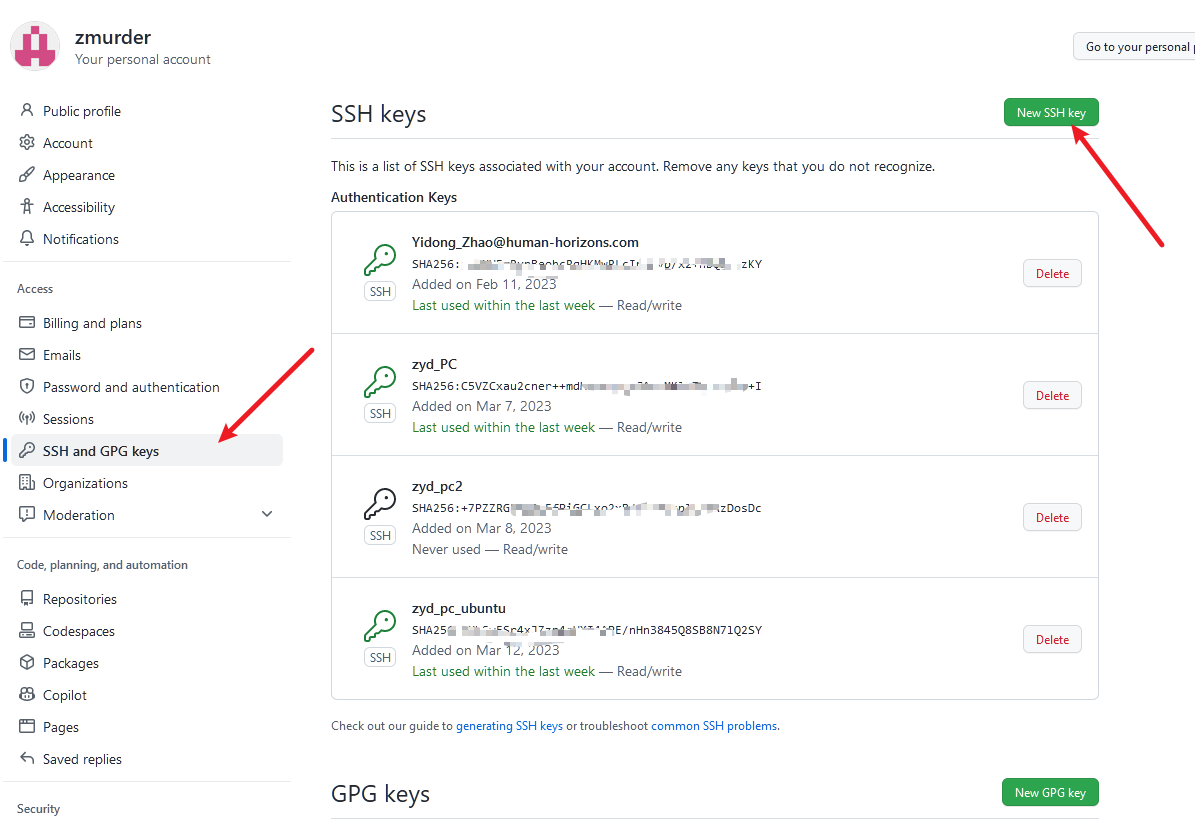 zmurder
Your personal account
Go to your personal
Public profile
Account
Appearance
Accessibility
Notifications
Access
Billing and plans
Emails
Password and authentication
Sessions
SSH and GPG keys
Organizations
Moderation
Code, planning, and automation
Repositories
Codespaces
Packages
Copilot
Pages
Saved replies
Security
SSH keys
New SSH key
This is a list of SSH keys associated with your account. Remove any keys that you do not recognize.
Authentication Keys
Yidong_Zhao@human-horizons.com
SHA256:
zKY
SSH
Added on Feb 11, 2023
Last used within the last week — Read/write
Delete
zyd_PC
SHA256:C5VZCxau2cner++md
+I
SSH
Added on Mar 7, 2023
Last used within the last week — Read/write
Delete
zyd_pc2
SHA256:+7PZZRG
zDosDc
SSH
Added on Mar 8, 2023
Never used — Read/write
Delete
zyd_pc_ubuntu
SHA256
/nHn3845Q8SB8N71Q2SY
SSH
Added on Mar 12, 2023
Last used within the last week — Read/write
Delete
Check out our guide to generating SSH keys or troubleshoot common SSH problems.
GPG keys
New GPG key